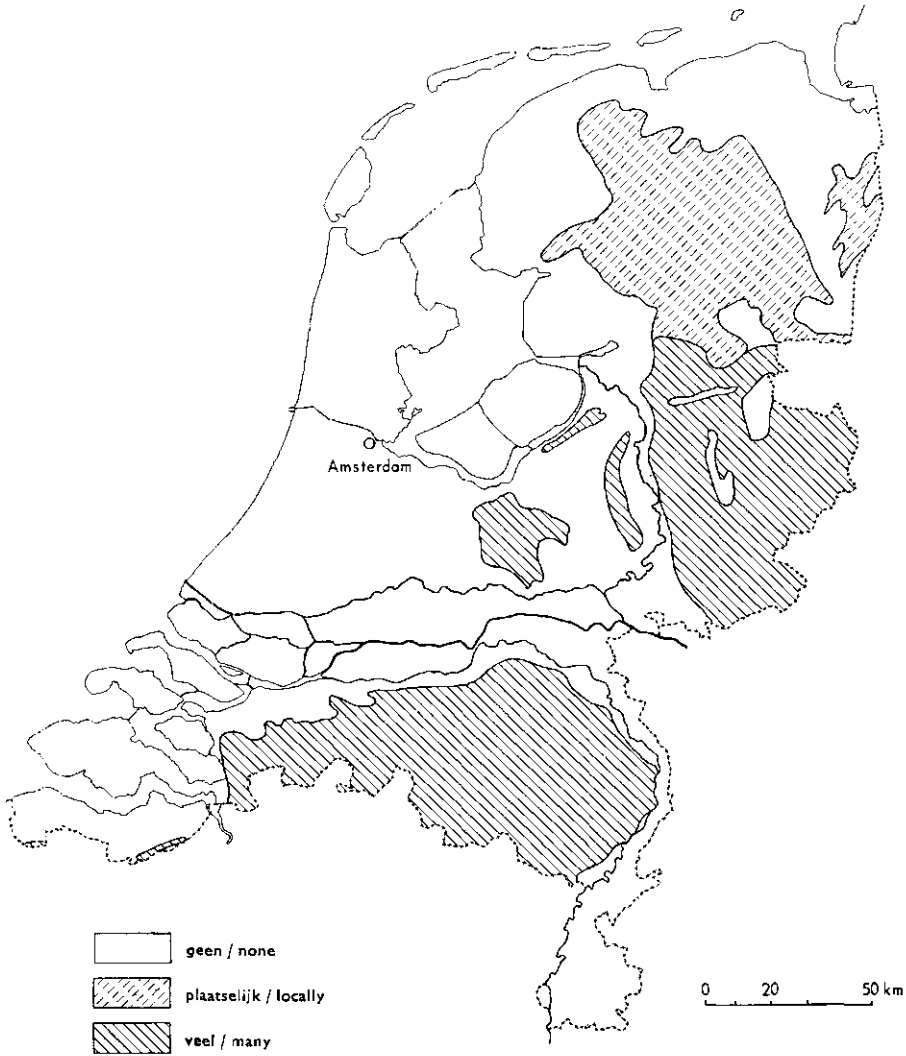 Amsterdam
geen / none
plaatselijk / locally
veel / many
0 20 50 km